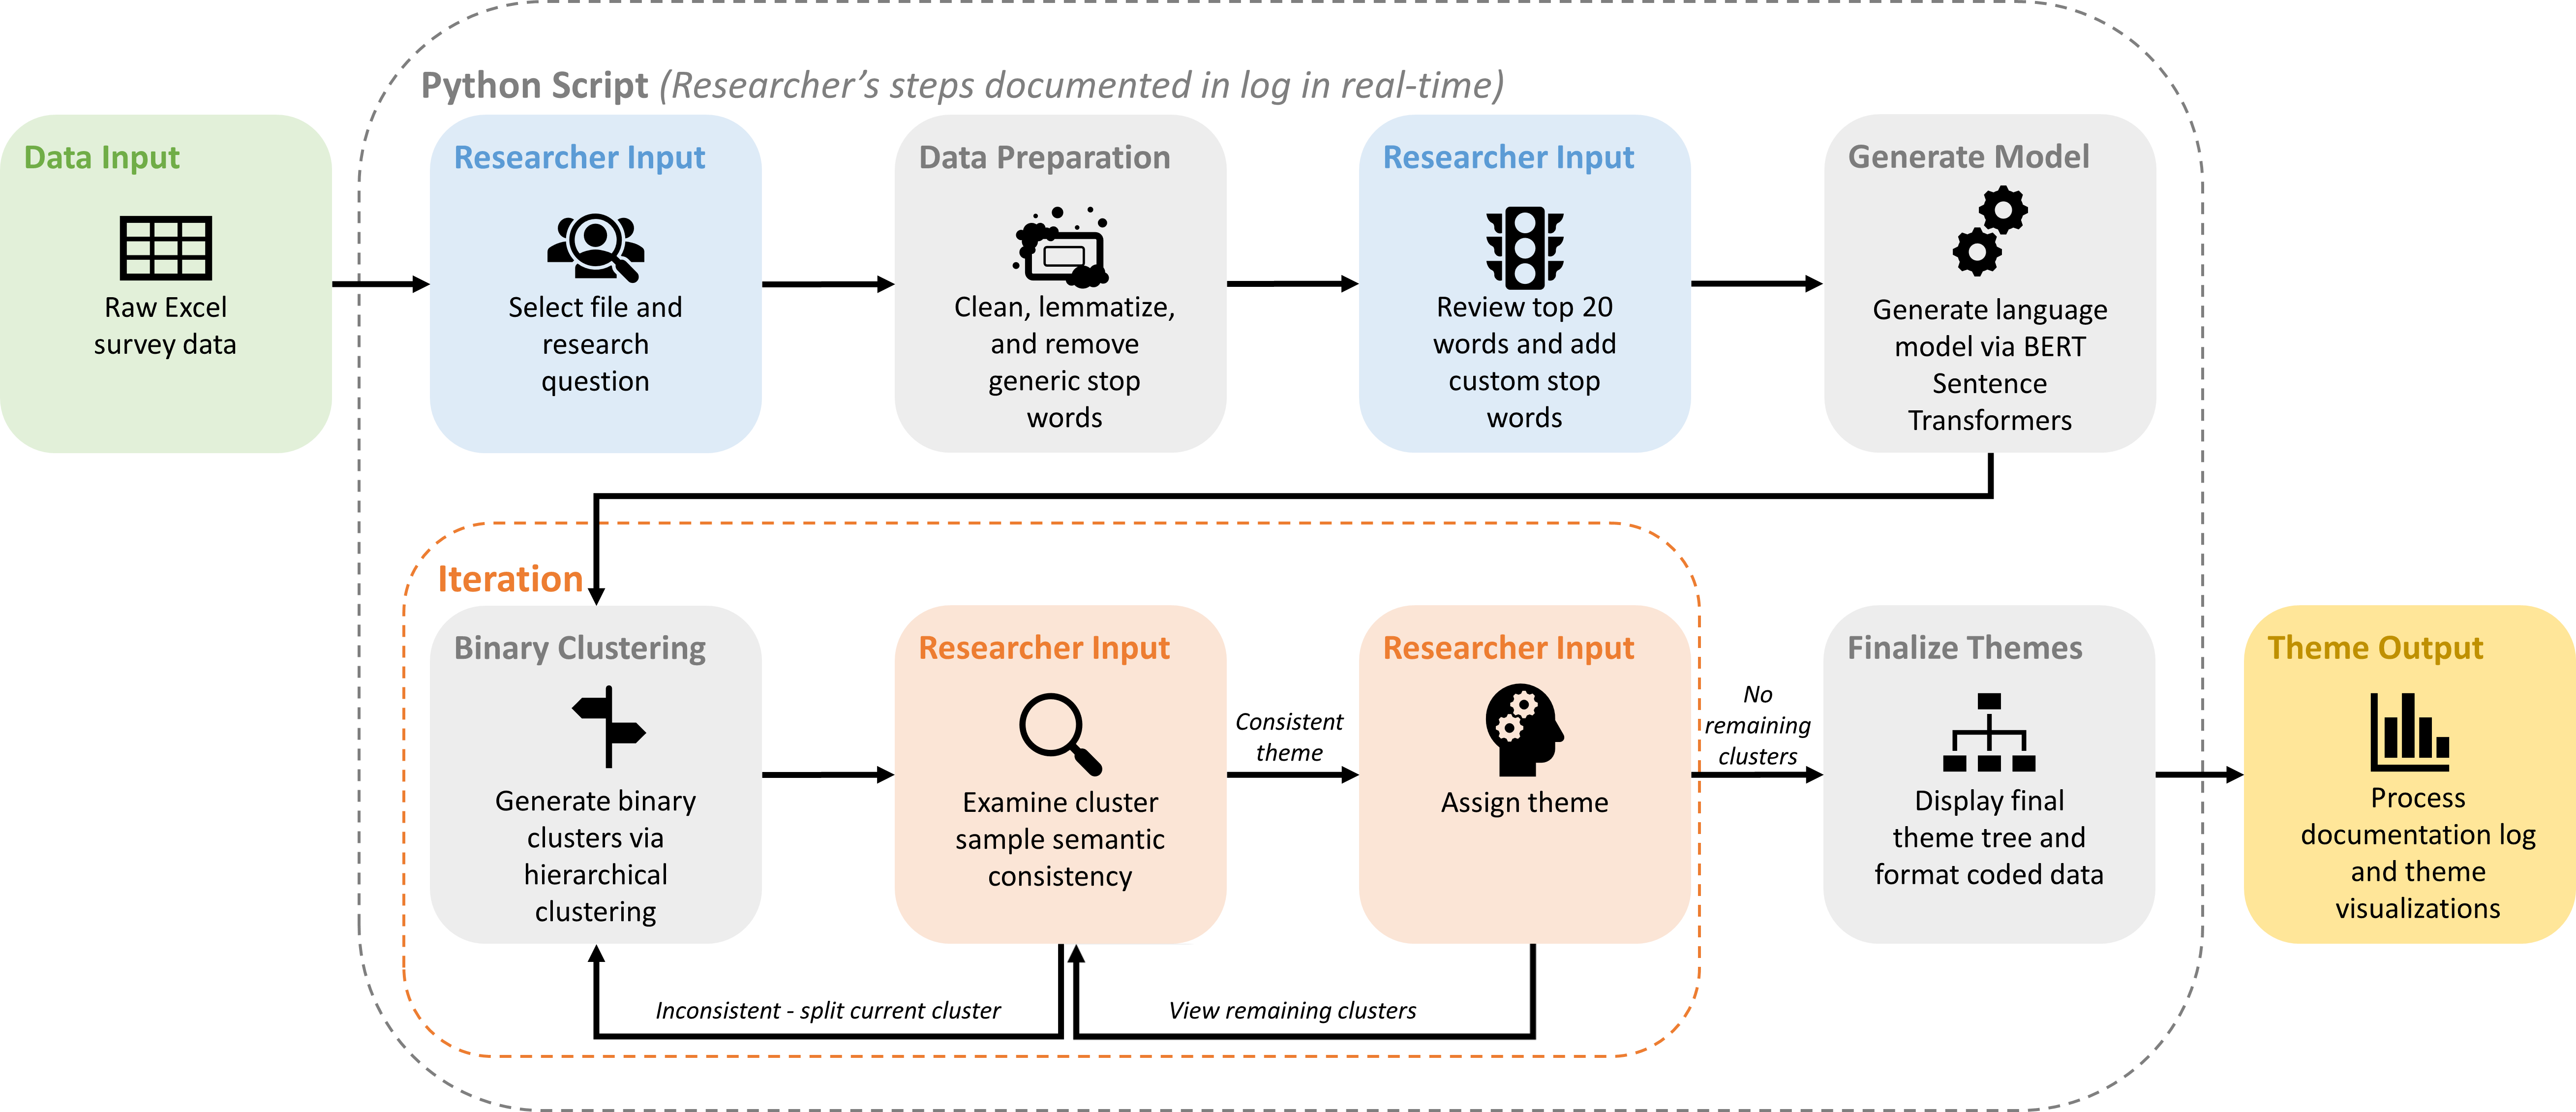 Python Script (Researcher's steps documented in log in real-time)
Data Input
Raw Excel
survey data
Researcher Input
Select file and
research
question
Data Preparation
Clean, lemmatize,
and remove
generic stop
words
Researcher Input
Review top 20
words and add
custom stop
words
Generate Model
Generate language
model via BERT
Sentence
Transformers
Iteration
Binary Clustering
Generate binary
clusters via
hierarchical
clustering
Researcher Input
Examine cluster
sample semantic
consistency
Consistent
theme
Researcher Input
Assign theme
No
remaining
clusters
Finalize Themes
Display final
theme tree and
format coded data
Theme Output
Process
documentation log
and theme
visualizations
Inconsistent - split current cluster
View remaining clusters